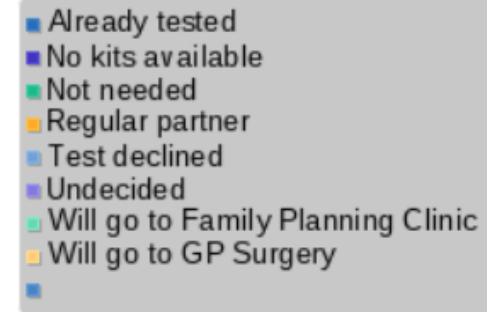 Already tested
No kits available
Not needed
Regular partner
Test declined
Undecided
Will go to Family Planning Clinic
Will go to GP Surgery